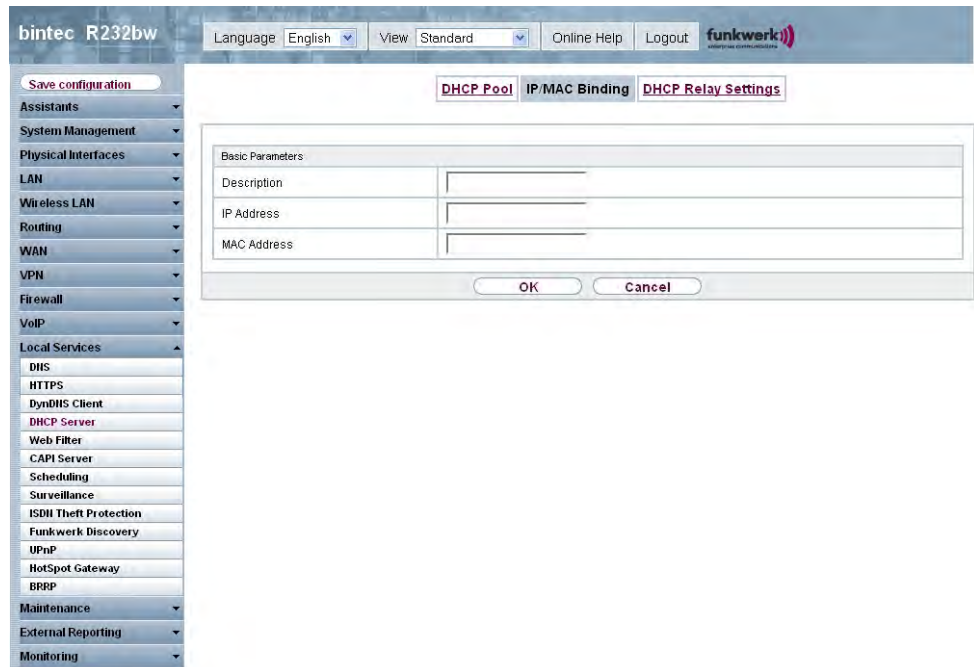 bintec R232bw
Language English View Standard Online Help Logout funkwerk
enterprise communications
Save configuration
Assistants
System Management
Physical Interfaces
LAN
Wireless LAN
Routing
WAN
VPN
Firewall
VoIP
Local Services
DNS
HTTPS
DynDNS Client
DHCP Server
Web Filter
CAPI Server
Scheduling
Surveillance
ISDN Theft Protection
Funkwerk Discovery
UPnP
HotSpot Gateway
BRRP
Maintenance
External Reporting
Monitoring
DHCP Pool IP/MAC Binding DHCP Relay Settings
Basic Parameters
Description
IP Address
MAC Address
OK Cancel